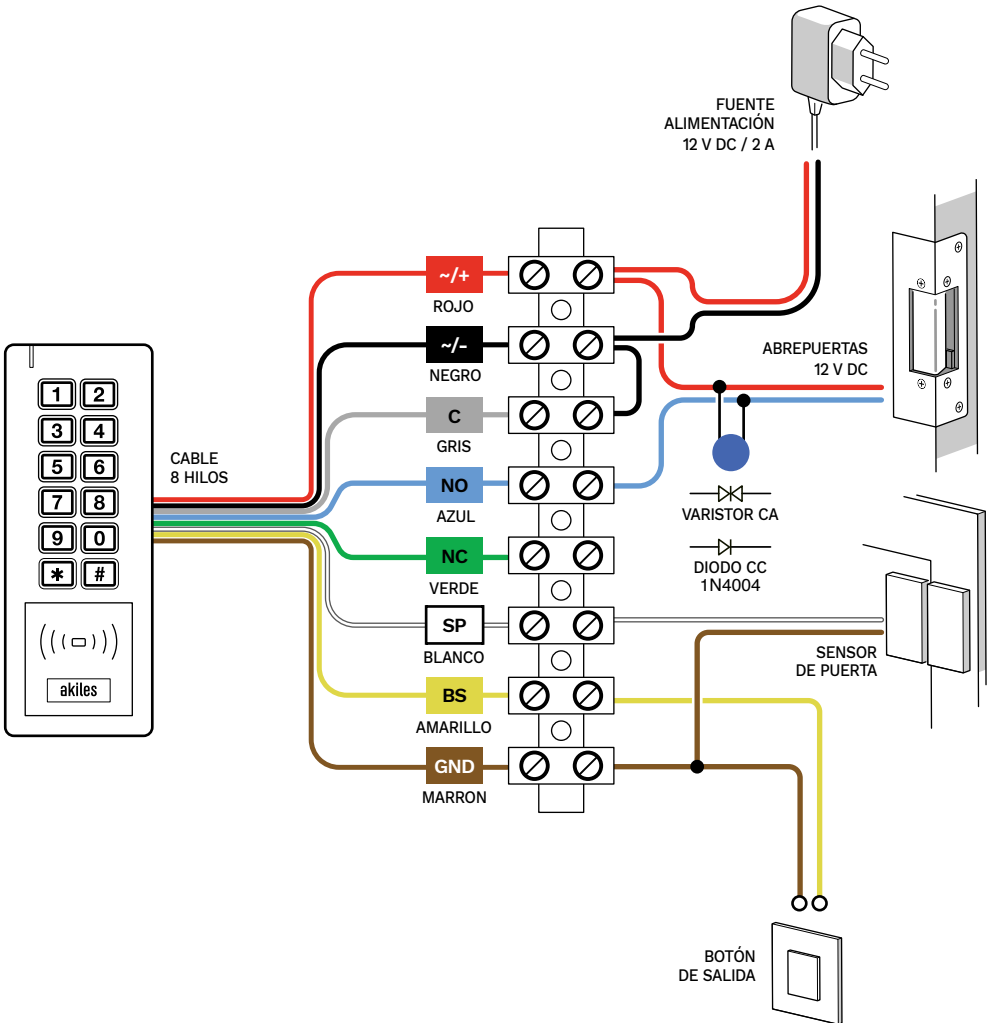 FUENTE
ALIMENTACIÓN
12 V DC / 2 A
~/+
ROJO
~/-
NEGRO
ABREPUERTAS
12 V DC
1 2
3 4
5 6
7 8
9 0
* #
akiles
CABLE
8 HILOS
C
GRIS
NO
AZUL
VARISTOR CA
NC
VERDE
DIODO CC
1N4004
SP
BLANCO
SENSOR
DE PUERTA
BS
AMARILLO
GND
MARRON
BOTÓN
DE SALIDA